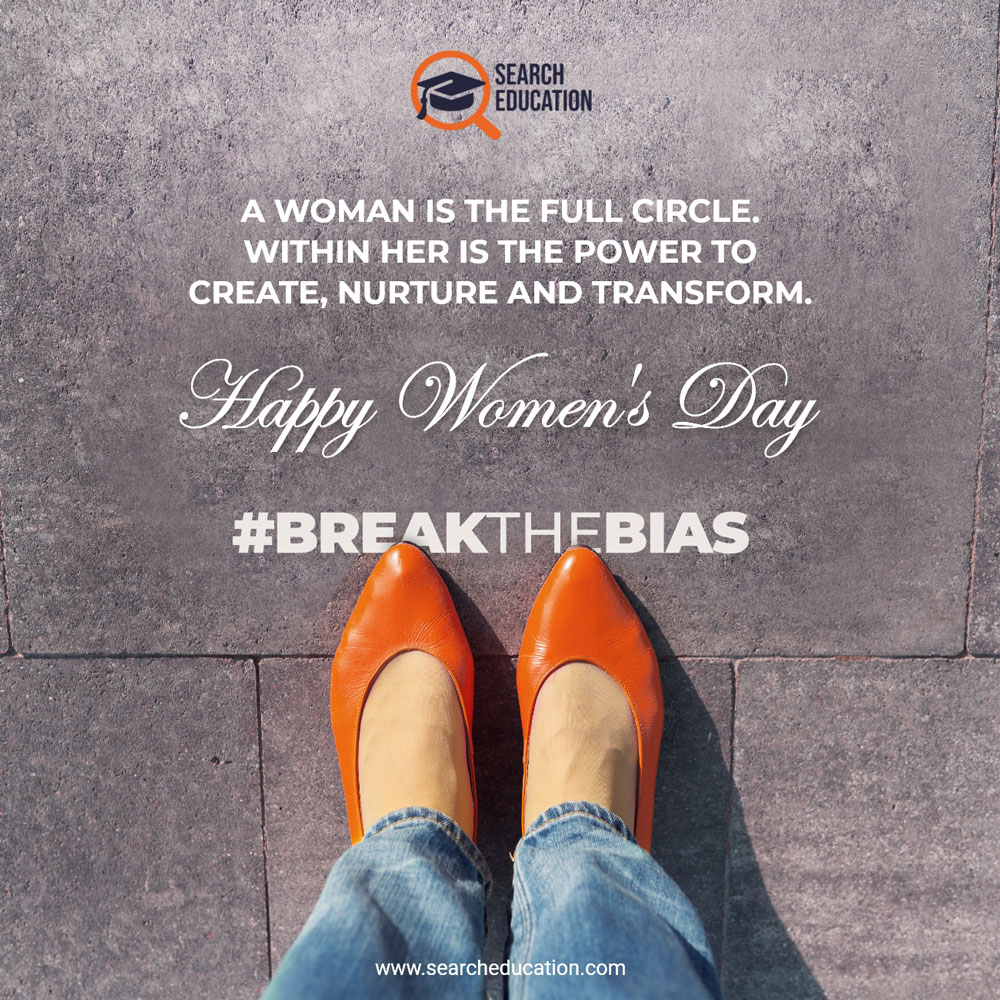 SEARCH
EDUCATION
A WOMAN IS THE FULL CIRCLE.
WITHIN HER IS THE POWER TO
CREATE, NURTURE AND TRANSFORM.
Happy Women's Day
#BREAKTHEBIAS
www.searcheducation.com